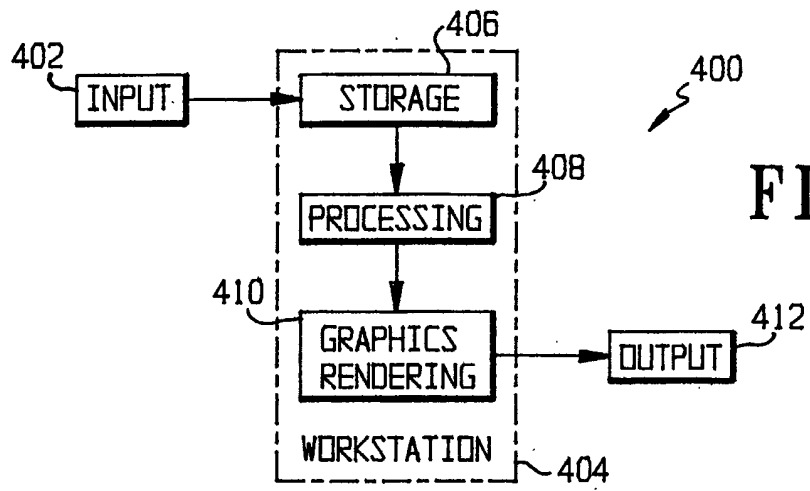 406
402
INPUT
STORAGE
400
408
PROCESSING
FI
410
GRAPHICS
RENDERING
412
OUTPUT
WORKSTATION
404